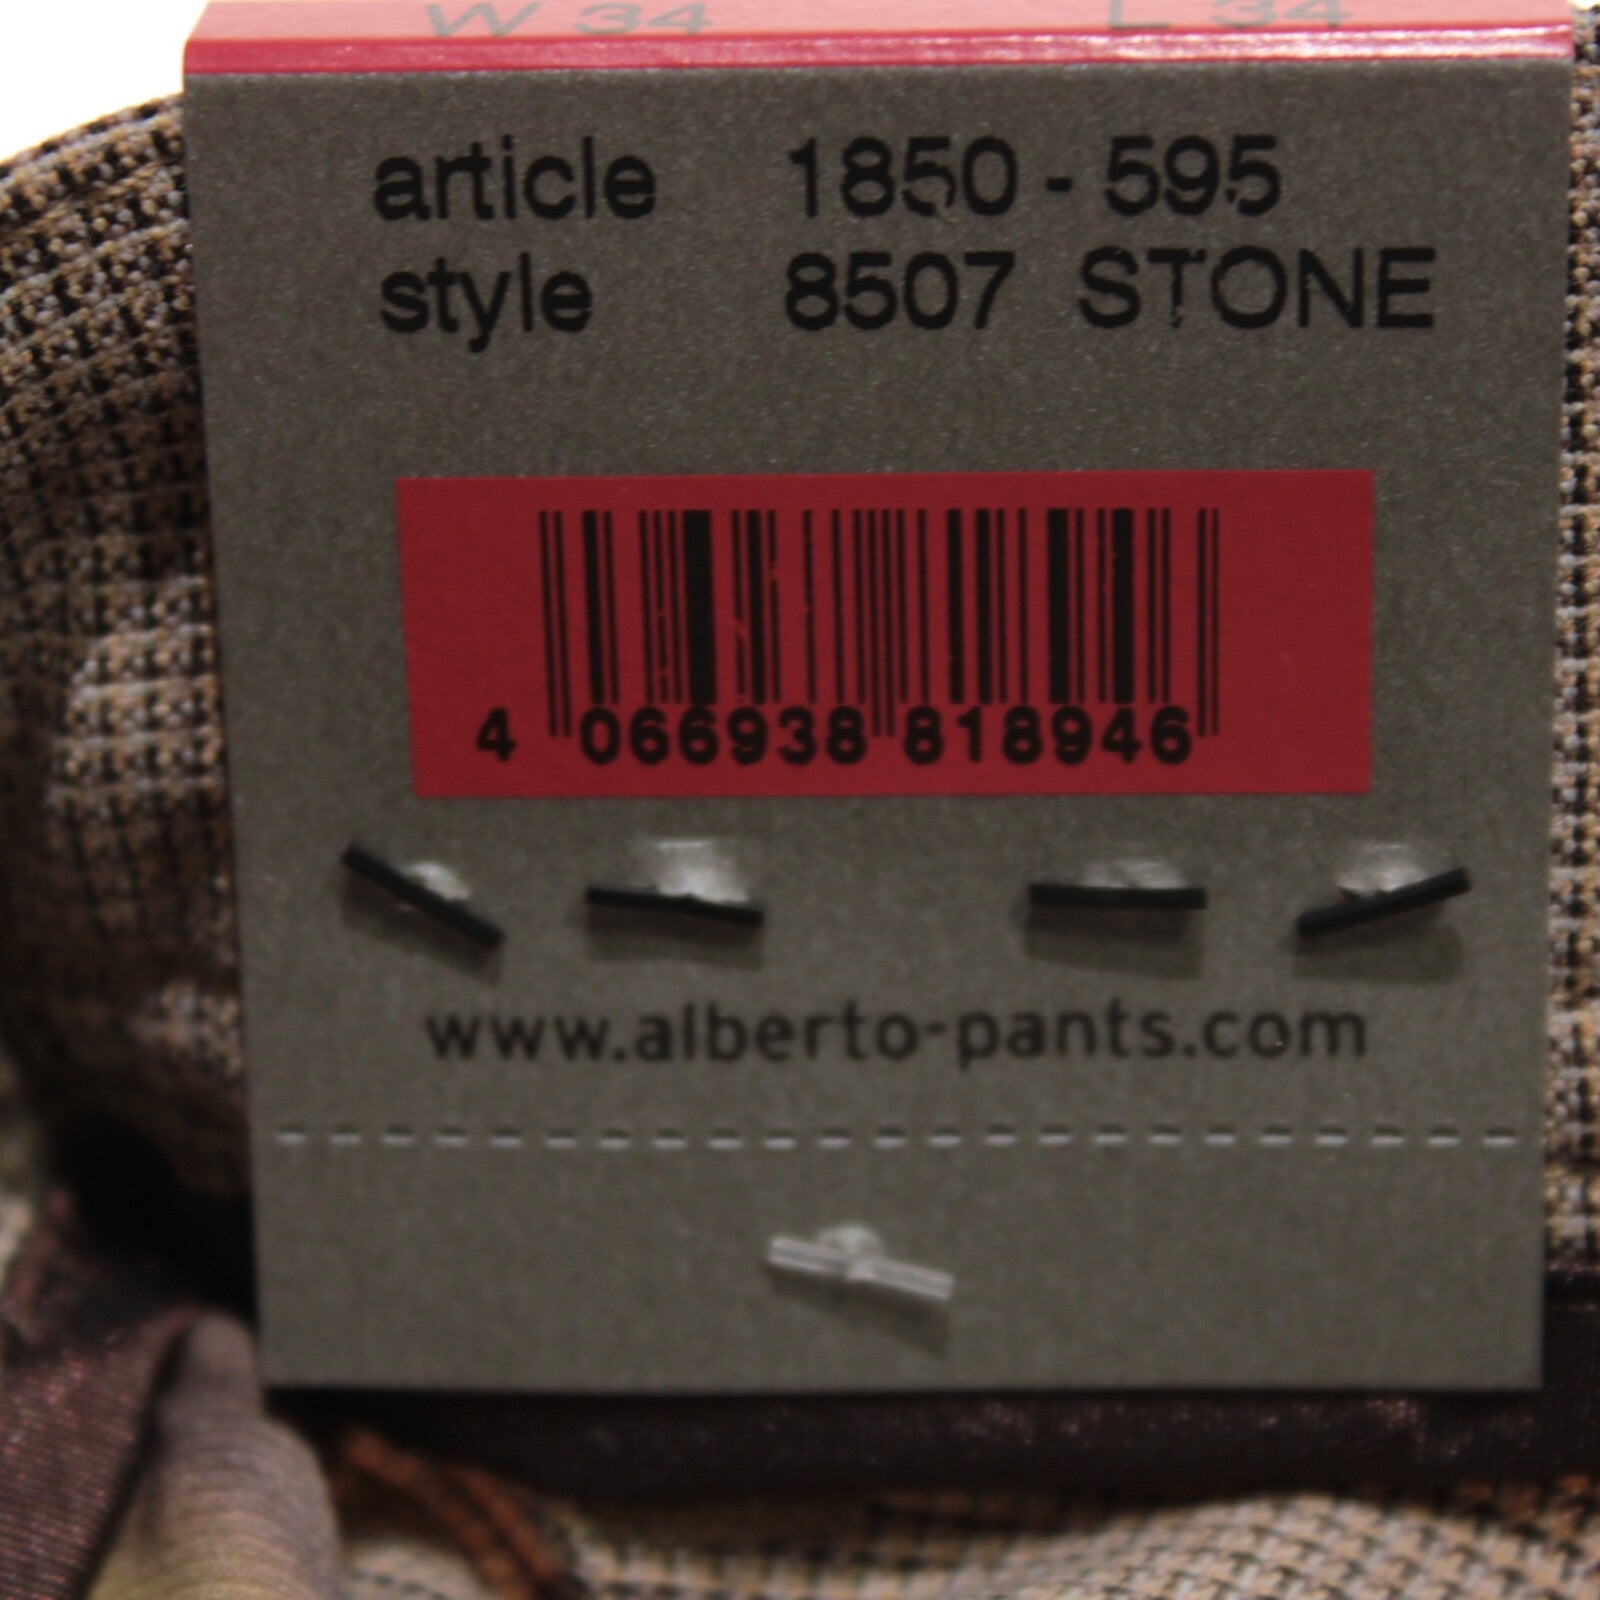 W 34 L 34
article 1850 - 595
style 8507 STONE
4 066938 818946
www.alberto-pants.com